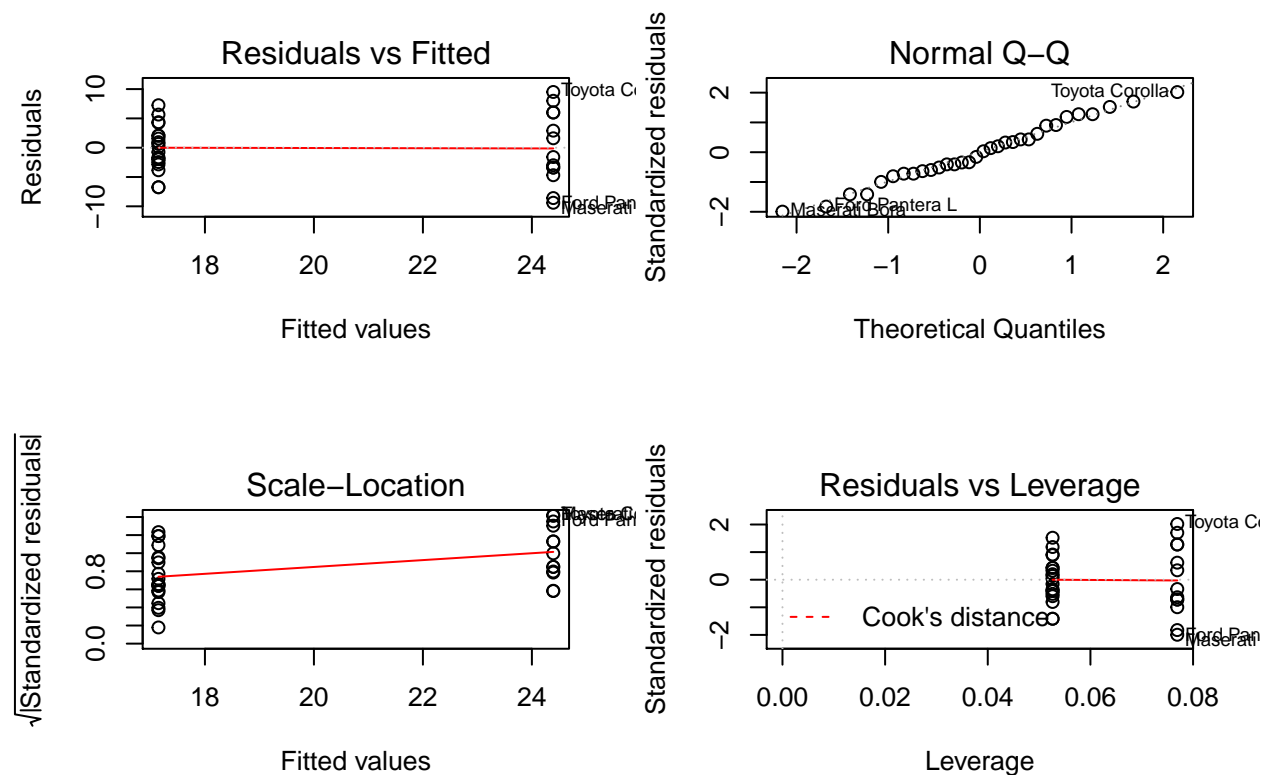 Residuals vs Fitted
Residuals
10
0
−10
Toyota Co
Ford Pan
Maserati
18 20 22 24
Fitted values
Normal Q−Q
Standardized residuals
2
0
−2
Toyota Corolla
Ford Pantera L
Maserati Bora
−2 −1 0 1 2
Theoretical Quantiles
Scale−Location
√|Standardized residuals|
0.8
0.0
Ford Pan
18 20 22 24
Fitted values
Residuals vs Leverage
Standardized residuals
2
0
−2
Toyota Co
Cook's distance
Ford Pan
Maserati
0.00 0.02 0.04 0.06 0.08
Leverage